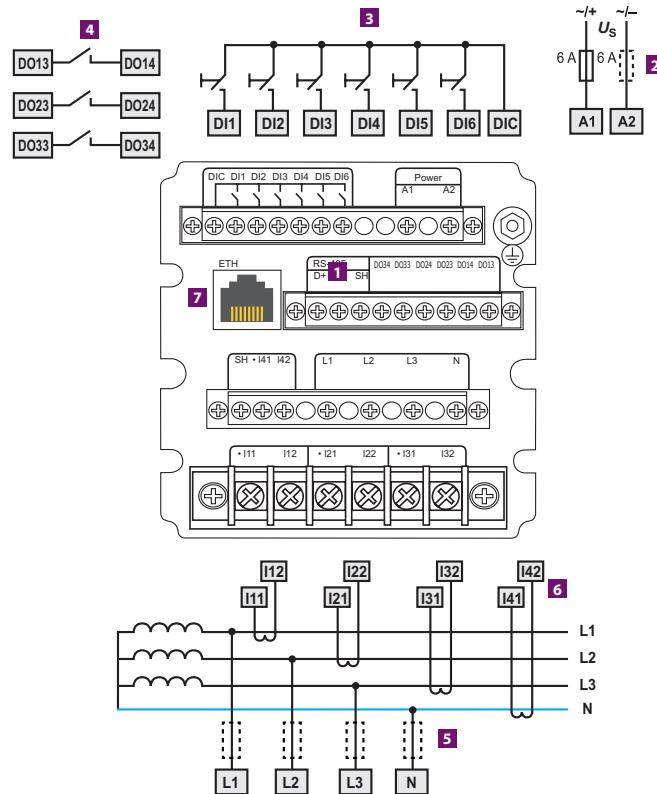 3
4
DO13 DO14
DO23 DO24
DO33 DO34
DI1 DI2 DI3 DI4 DI5 DI6 DIC
~/+ ~/–
US
6 A 6 A 2
A1 A2
DIC DI1 DI2 DI3 DI4 DI5 DI6
Power
A1 A2
ETH
7
1
D+ SH
DO34 DO33 DO24 DO23 DO14 DO13
SH • I41 I42
L1 L2 L3 N
• I11 I12 • I21 I22 • I31 I32
I12 I22 I32 I42
I11 I21 I31 I41
6
L1
L2
L3
N
5
L1 L2 L3 N